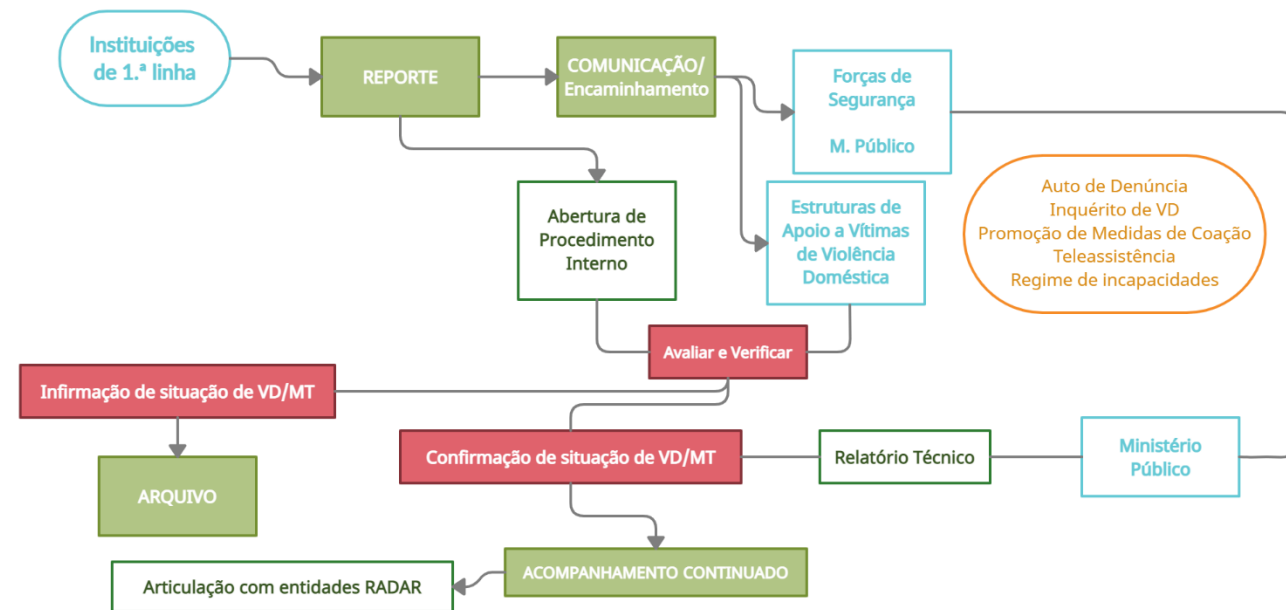 Instituições
de 1.ª linha
REPORTE
COMUNICAÇÃO/
Encaminhamento
Forças de
Segurança
M. Público
Auto de Denúncia
Inquérito de VD
Promoção de Medidas de Coação
Teleassistência
Regime de incapacidades
Abertura de
Procedimento
Interno
Estruturas de
Apoio a Vítimas
de Violência
Doméstica
Avaliar e Verificar
Infirmação de situação de VD/MT
Confirmação de situação de VD/MT
Relatório Técnico
Ministério
Público
ARQUIVO
ACOMPANHAMENTO CONTINUADO
Articulação com entidades RADAR